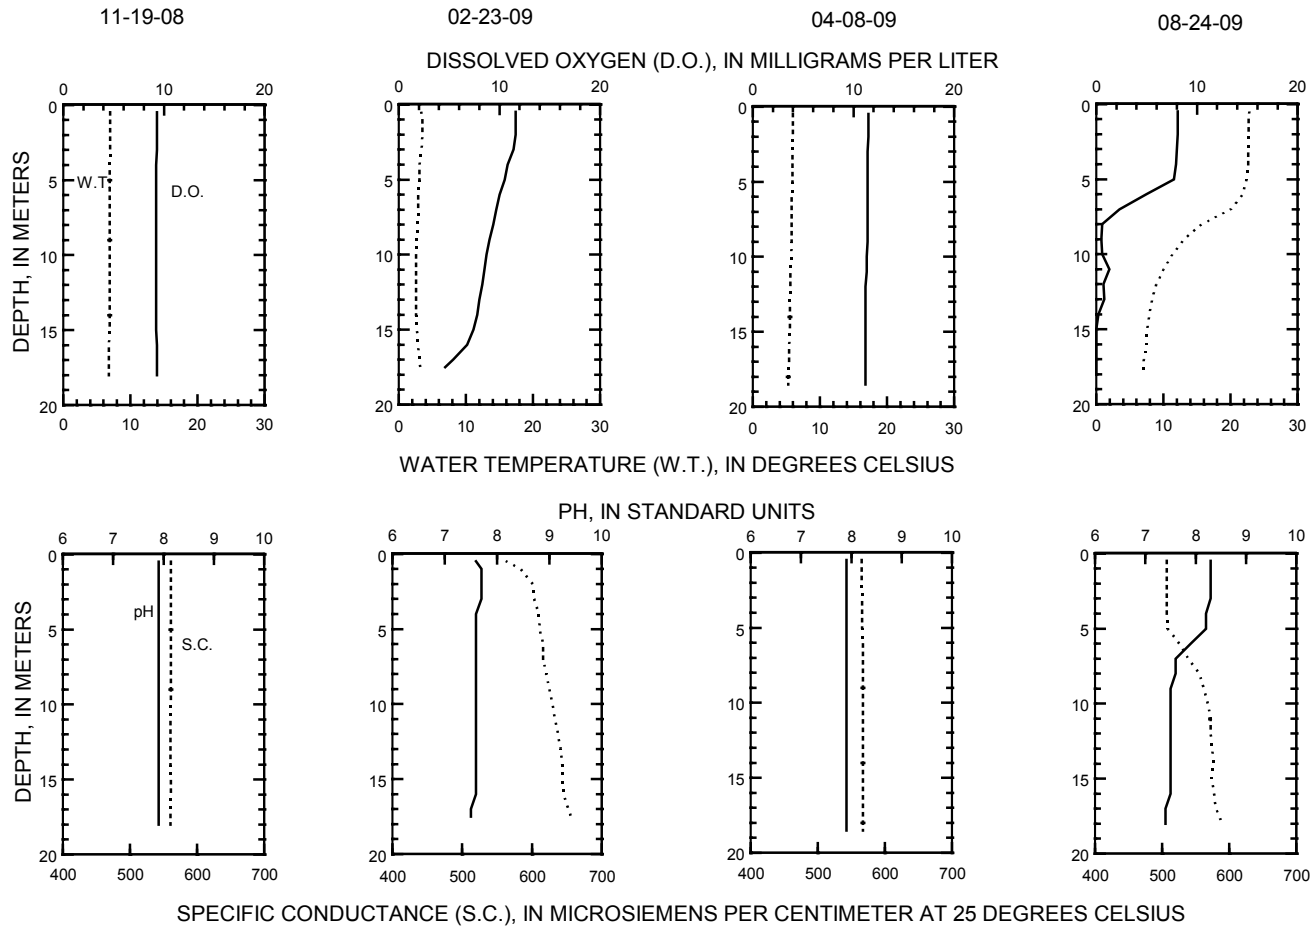 11-19-08 02-23-09 04-08-09 08-24-09
DISSOLVED OXYGEN (D.O.), IN MILLIGRAMS PER LITER
0 10 20 0 10 20 0 10 20 0 10 20
DEPTH, IN METERS
0 0 0 0
W.T. D.O.
5 5 5 5
10 10 10 10
15 15 15 15
20 20 20 20
0 10 20 30 0 10 20 30 0 10 20 30 0 10 20 30
WATER TEMPERATURE (W.T.), IN DEGREES CELSIUS
PH, IN STANDARD UNITS
6 7 8 9 10 6 7 8 9 10 6 7 8 9 10 6 7 8 9 10
DEPTH, IN METERS
0 0 0 0
pH
5 5 5 5
S.C.
10 10 10 10
15 15 15 15
20 20 20 20
400 500 600 700 400 500 600 700 400 500 600 700 400 500 600 700
SPECIFIC CONDUCTANCE (S.C.), IN MICROSIEMENS PER CENTIMETER AT 25 DEGREES CELSIUS